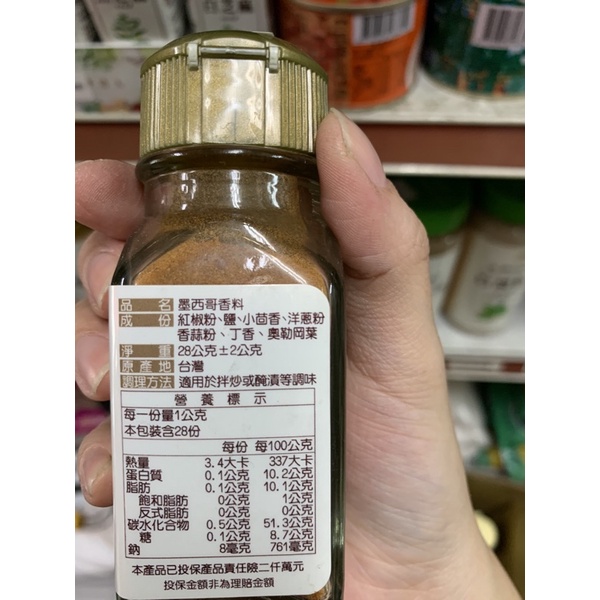 白芝麻
品名 墨西哥香料
成份 紅椒粉、鹽、小茴香、洋蔥粉
香蒜粉、丁香、奧勒岡葉
淨重 28公克±2公克
原產地 台灣
調理方法 適用於拌炒或醃漬等調味
營養標示
每一份量1公克
本包裝含28份
每份 每100公克
熱量 3.4大卡 337大卡
蛋白質 0.1公克 10.2公克
脂肪 0.1公克 10.1公克
飽和脂肪 0公克 1公克
反式脂肪 0公克 0公克
碳水化合物 0.5公克 51.3公克
糖 0.1公克 8.7公克
鈉 8毫克 761毫克
本產品已投保產品責任險二仟萬元
投保金額非為理賠金額